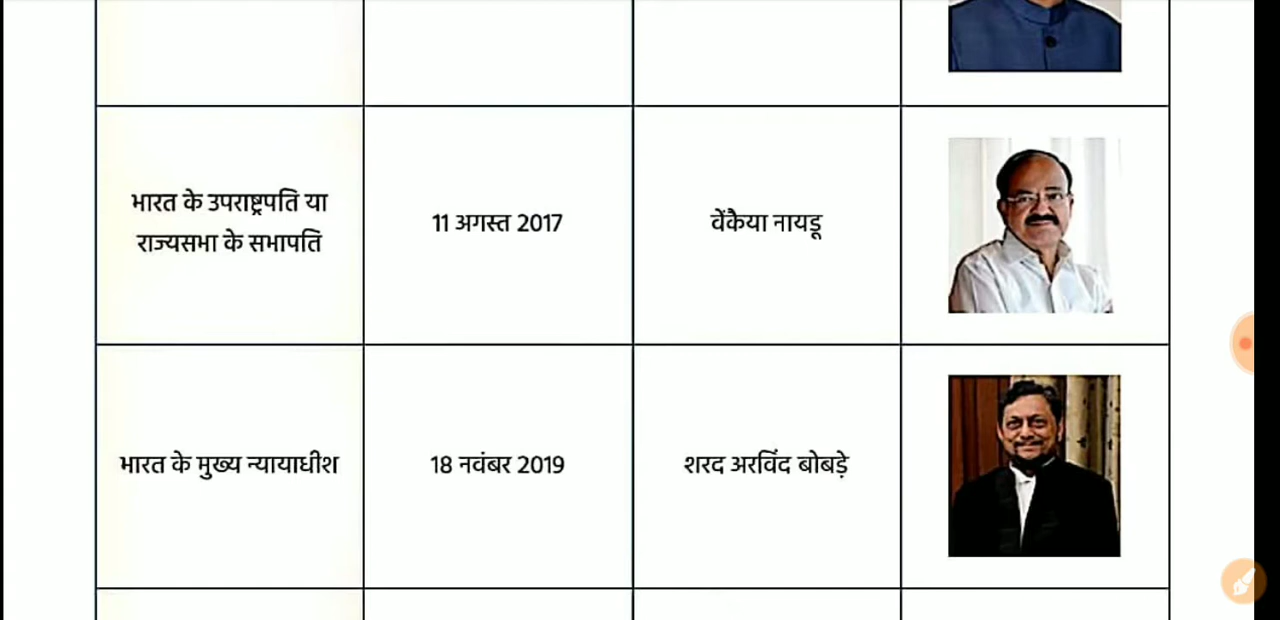 भारत के उपराष्ट्रपति या
राज्यसभा के सभापति
11 अगस्त 2017
वेंकैया नायडू
भारत के मुख्य न्यायाधीश
18 नवंबर 2019
शरद अरविंद बोबड़े